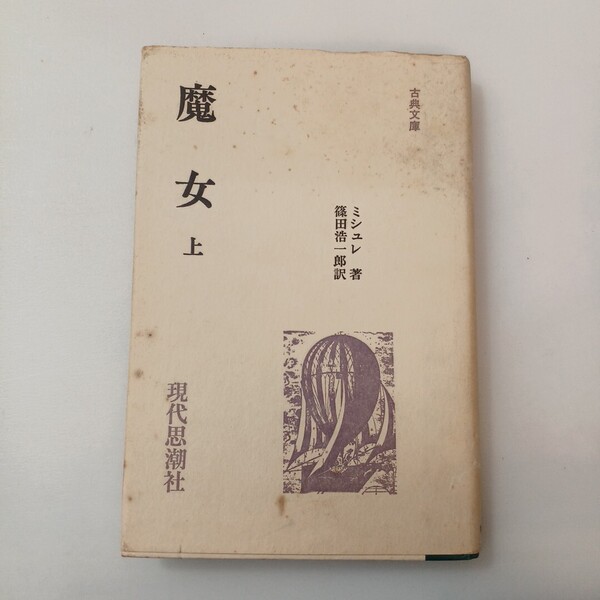 古典文庫
ミシュレ 著
篠田浩一郎訳
魔女 上
現代思潮社